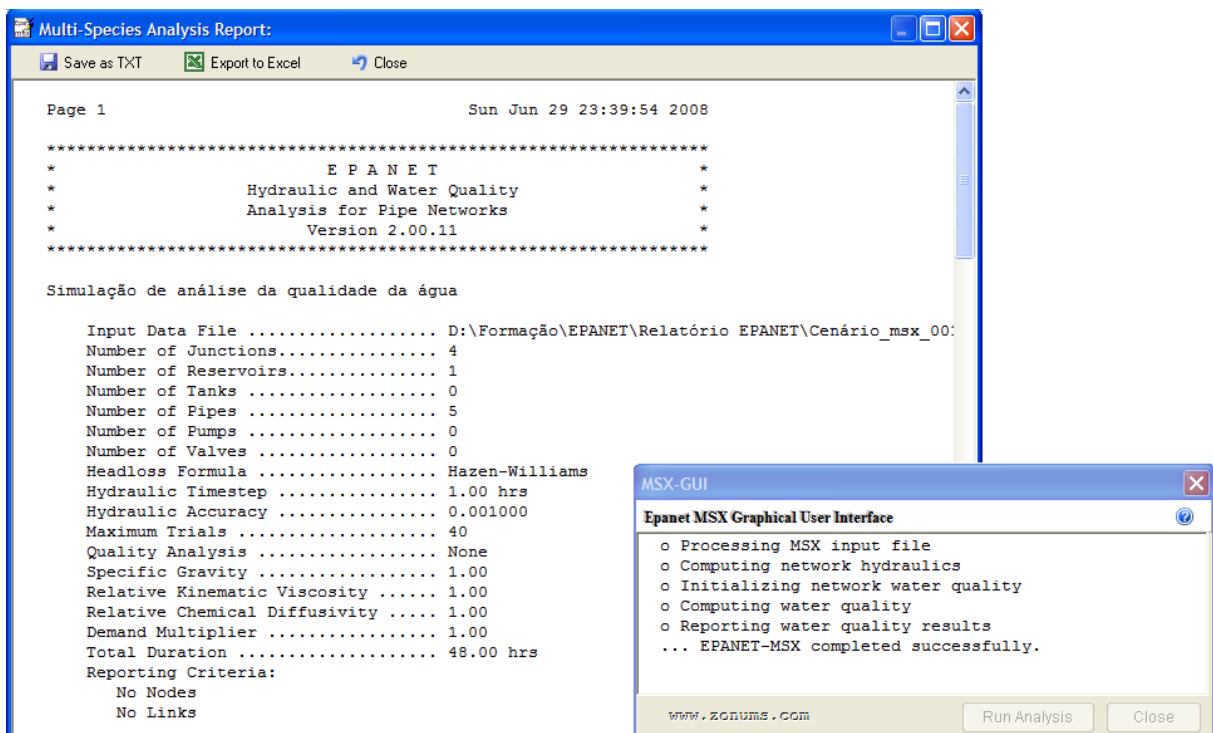 Multi-Species Analysis Report:
Save as TXT Export to Excel Close
Page 1 Sun Jun 29 23:39:54 2008
******************************************************************
* E P A N E T *
* Hydraulic and Water Quality *
* Analysis for Pipe Networks *
* Version 2.00.11 *
******************************************************************
Simulação de análise da qualidade da água
Input Data File ................... D:\Formação\EPANET\Relatório EPANET\Cenário_msx_001
Number of Junctions................ 4
Number of Reservoirs............... 1
Number of Tanks ................... 0
Number of Pipes ................... 5
Number of Pumps ................... 0
Number of Valves .................. 0
Headloss Formula .................. Hazen-Williams
Hydraulic Timestep ................ 1.00 hrs
Hydraulic Accuracy ................ 0.001000
Maximum Trials .................... 40
Quality Analysis .................. None
Specific Gravity .................. 1.00
Relative Kinematic Viscosity ...... 1.00
Relative Chemical Diffusivity ..... 1.00
Demand Multiplier ................. 1.00
Total Duration .................... 48.00 hrs
Reporting Criteria:
No Nodes
No Links
MSX-GUI
Epanet MSX Graphical User Interface
o Processing MSX input file
o Computing network hydraulics
o Initializing network water quality
o Computing water quality
o Reporting water quality results
... EPANET-MSX completed successfully.
www.zonums.com Run Analysis Close